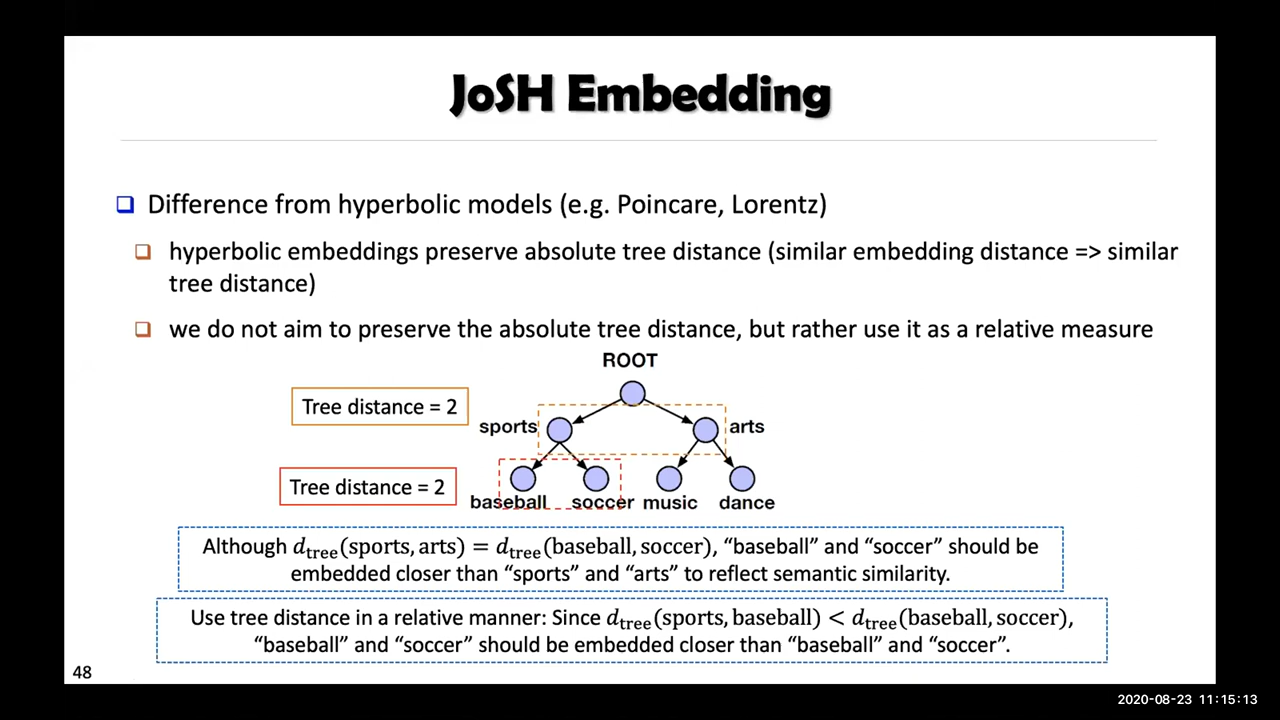 JoSH Embedding
Difference from hyperbolic models (e.g. Poincare, Lorentz)
hyperbolic embeddings preserve absolute tree distance (similar embedding distance => similar
tree distance)
we do not aim to preserve the absolute tree distance, but rather use it as a relative measure
ROOT
Tree distance = 2
sports
arts
Tree distance = 2
baseball
soccer
music
dance
Although d_tree(sports, arts) = d_tree(baseball, soccer), “baseball” and “soccer” should be
embedded closer than “sports” and “arts” to reflect semantic similarity.
Use tree distance in a relative manner: Since d_tree(sports, baseball) < d_tree(baseball, soccer),
“baseball” and “soccer” should be embedded closer than “baseball” and “soccer”.
48
2020-08-23 11:15:13